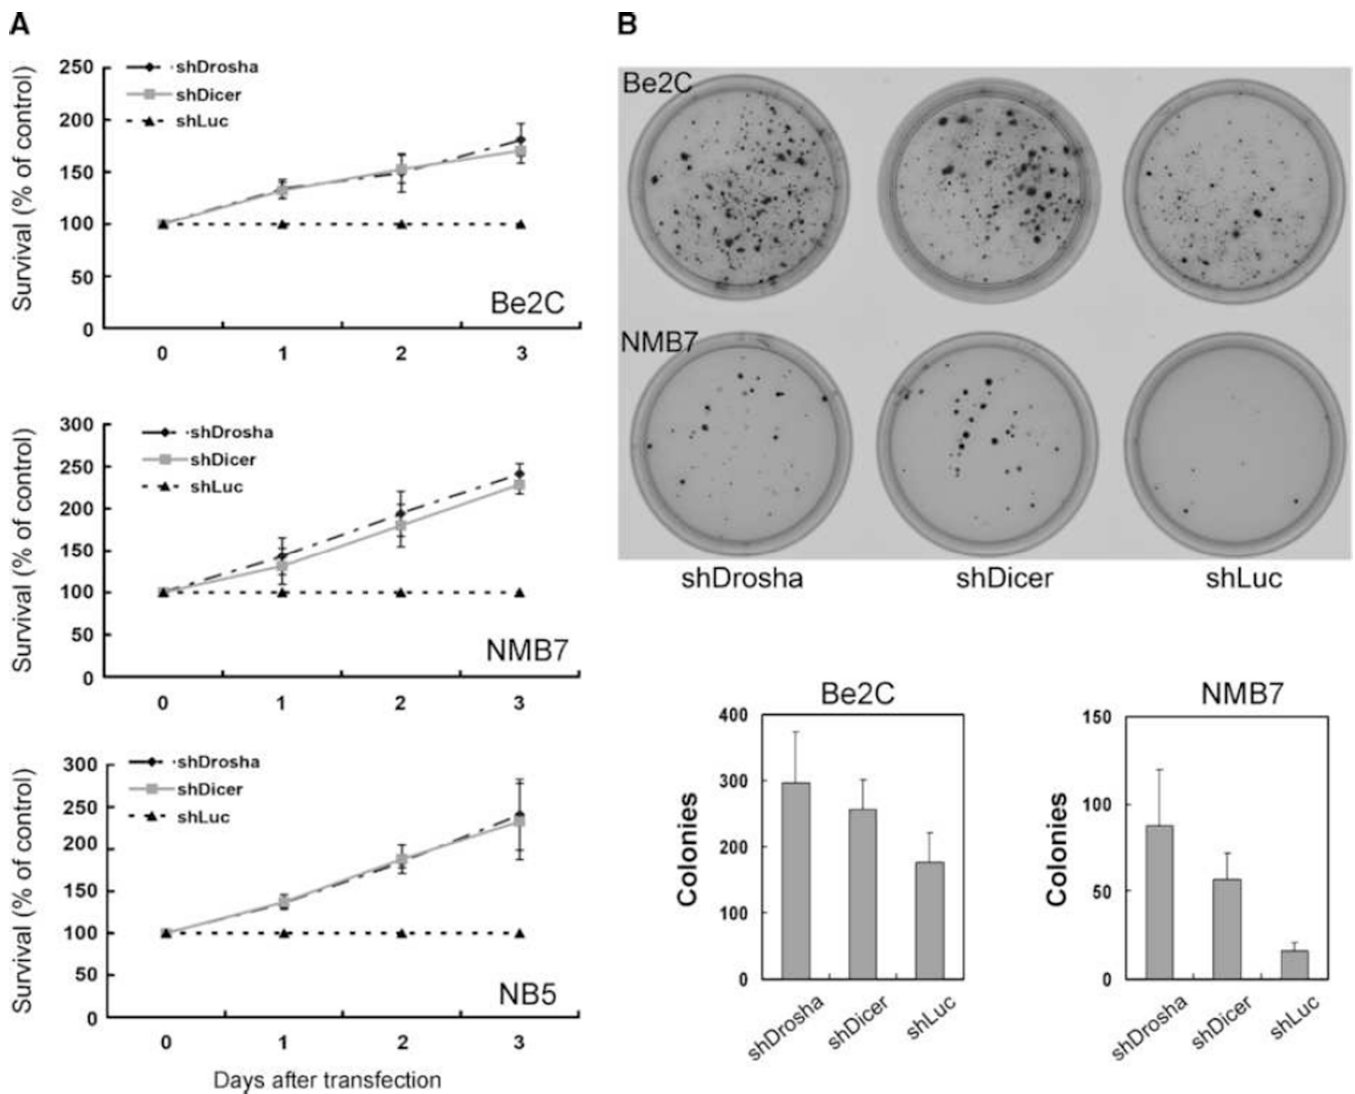 A
250
shDrosha
shDicer
shLuc
200
150
100
50
0
Survival (% of control)
Be2C
0 1 2 3
300
shDrosha
shDicer
shLuc
250
200
150
100
50
0
Survival (% of control)
NMB7
0 1 2 3
300
shDrosha
shDicer
shLuc
250
200
150
100
50
0
Survival (% of control)
NB5
0 1 2 3
Days after transfection
B
Be2C
NMB7
shDrosha shDicer shLuc
Be2C
400
300
200
100
0
Colonies
shDrosha shDicer shLuc
NMB7
150
100
50
0
Colonies
shDrosha shDicer shLuc